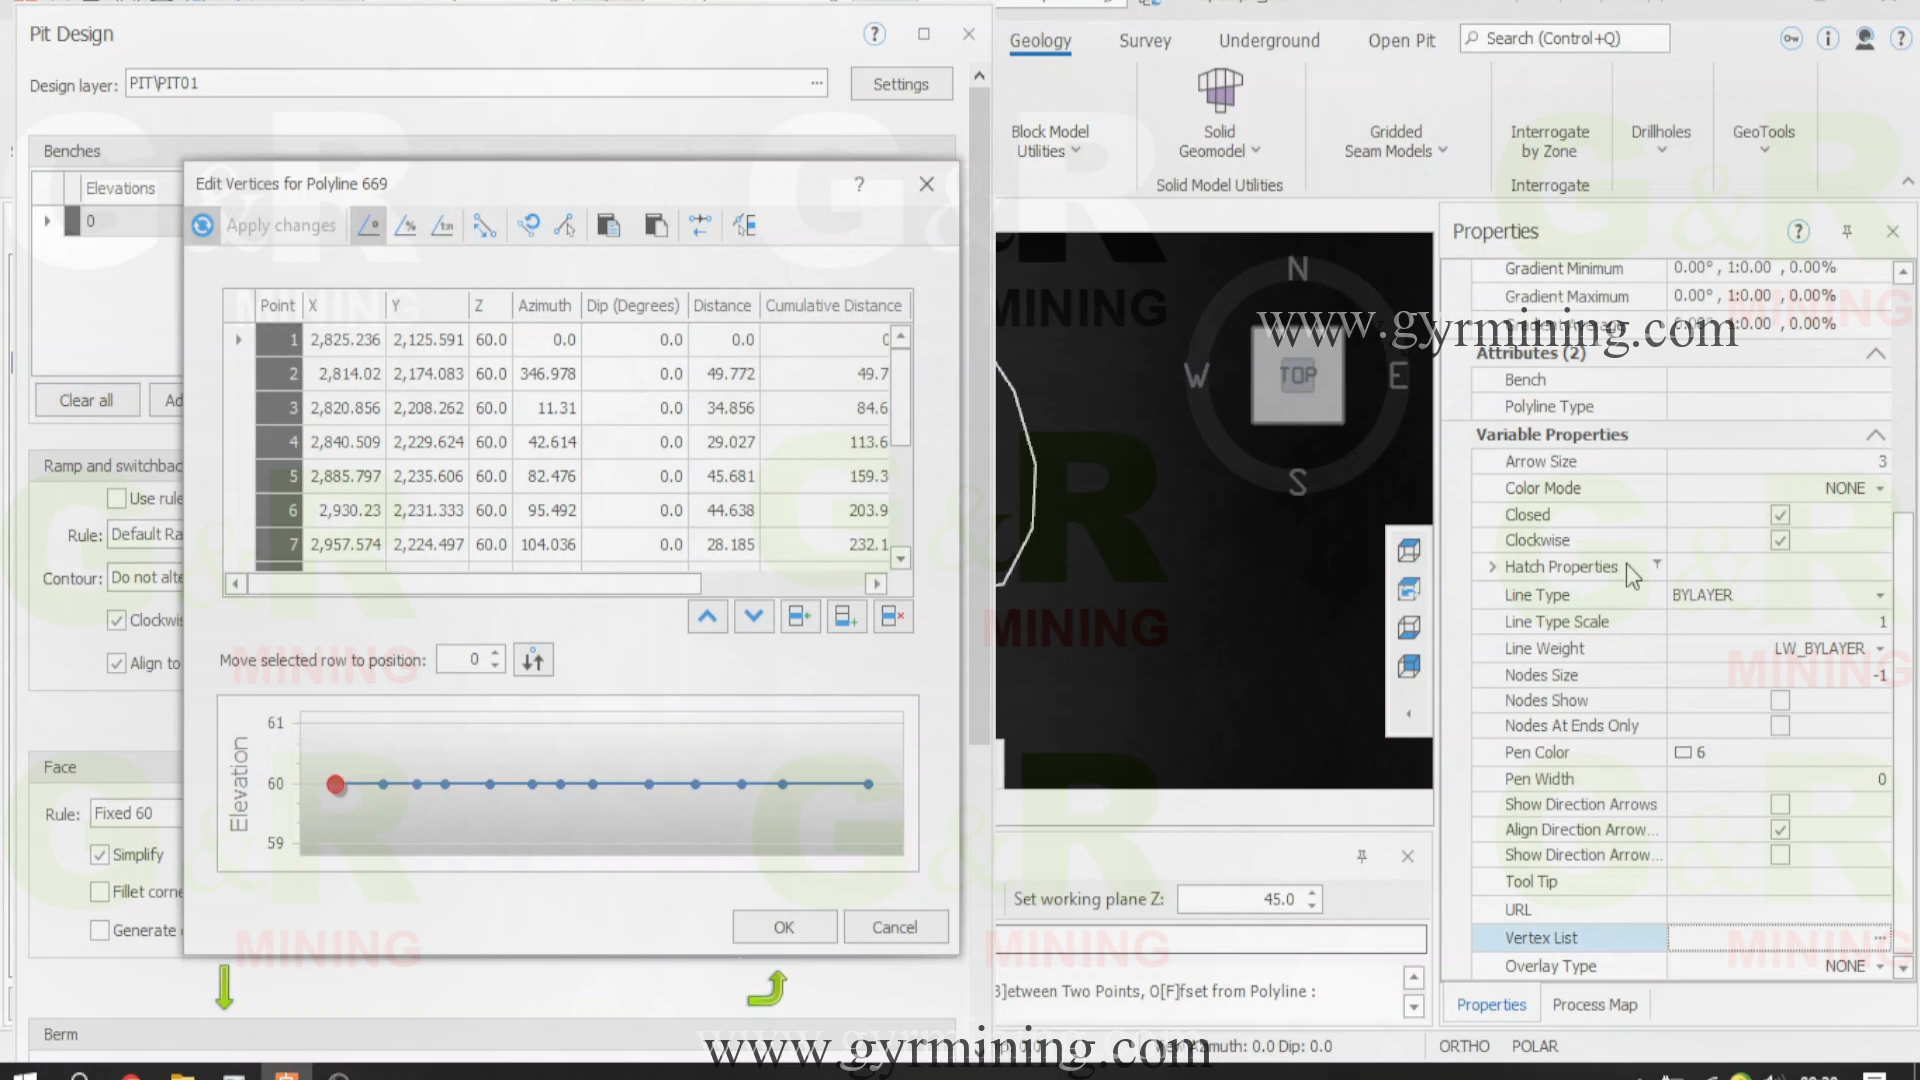 Pit Design
Design layer: PIT\PIT01 Settings
Benches
Elevations
0
Clear all
Ramp and switchbac
Use rule
Rule: Default Ra
Contour: Do not alte
Clockwis
Align to
Face
Rule: Fixed 60
Simplify
Fillet corne
Generate
Berm
Edit Vertices for Polyline 669
Apply changes
Point X Y Z Azimuth Dip (Degrees) Distance Cumulative Distance
1 2,825.236 2,125.591 60.0 0.0 0.0 0.0
2 2,814.02 2,174.083 60.0 346.978 0.0 49.772 49.7
3 2,820.856 2,208.262 60.0 11.31 0.0 34.856 84.6
4 2,840.509 2,229.624 60.0 42.614 0.0 29.027 113.6
5 2,885.797 2,235.606 60.0 82.476 0.0 45.681 159.3
6 2,930.23 2,231.333 60.0 95.492 0.0 44.638 203.9
7 2,957.574 2,224.497 60.0 104.036 0.0 28.185 232.1
Move selected row to position: 0
Elevation
61
60
59
OK Cancel
Geology Survey Underground Open Pit Search (Control+Q)
Block Model Utilities
Solid Geomodel
Gridded Seam Models
Interrogate by Zone
Drillholes
GeoTools
Solid Model Utilities
Interrogate
N
W TOP E
S
Set working plane Z: 45.0
]etween Two Points, O[F]fset from Polyline :
muth: 0.0 Dip: 0.0
ORTHO POLAR
Properties
Gradient Minimum 0.00° , 1:0.00 , 0.00%
Gradient Maximum 0.00° , 1:0.00 , 0.00%
0.00° , 1:0.00 , 0.00%
Attributes (2)
Bench
Polyline Type
Variable Properties
Arrow Size 3
Color Mode NONE
Closed
Clockwise
Hatch Properties
Line Type BYLAYER
Line Type Scale 1
Line Weight LW_BYLAYER
Nodes Size -1
Nodes Show
Nodes At Ends Only
Pen Color 6
Pen Width 0
Show Direction Arrows
Align Direction Arrow...
Show Direction Arrow...
Tool Tip
URL
Vertex List ...
Overlay Type NONE
Properties Process Map
www.gyrmining.com
www.gyrmining.com
G&R
MINING